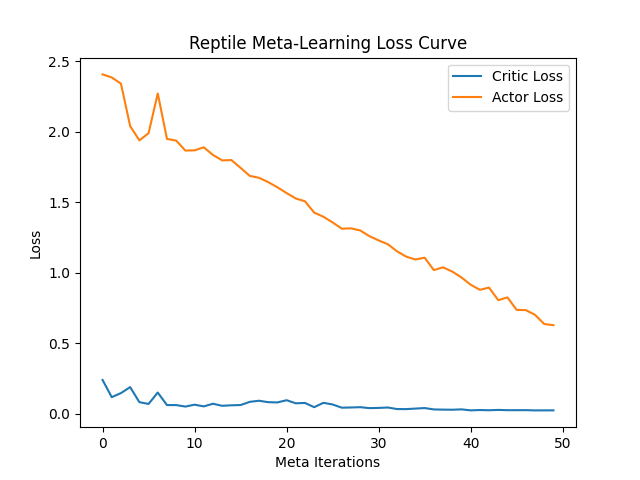 Reptile Meta-Learning Loss Curve
Critic Loss
Actor Loss
2.5
2.0
1.5
1.0
0.5
0.0
Loss
0 10 20 30 40 50
Meta Iterations